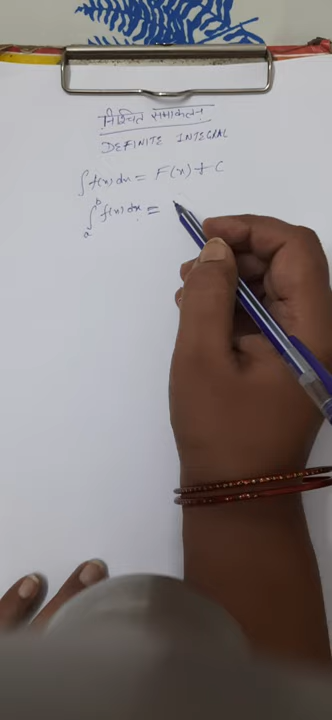 निश्चित समाकलन
DEFINITE INTEGRAL
∫f(x) dx = F(x) + C
∫ₐᵇ f(x) dx =